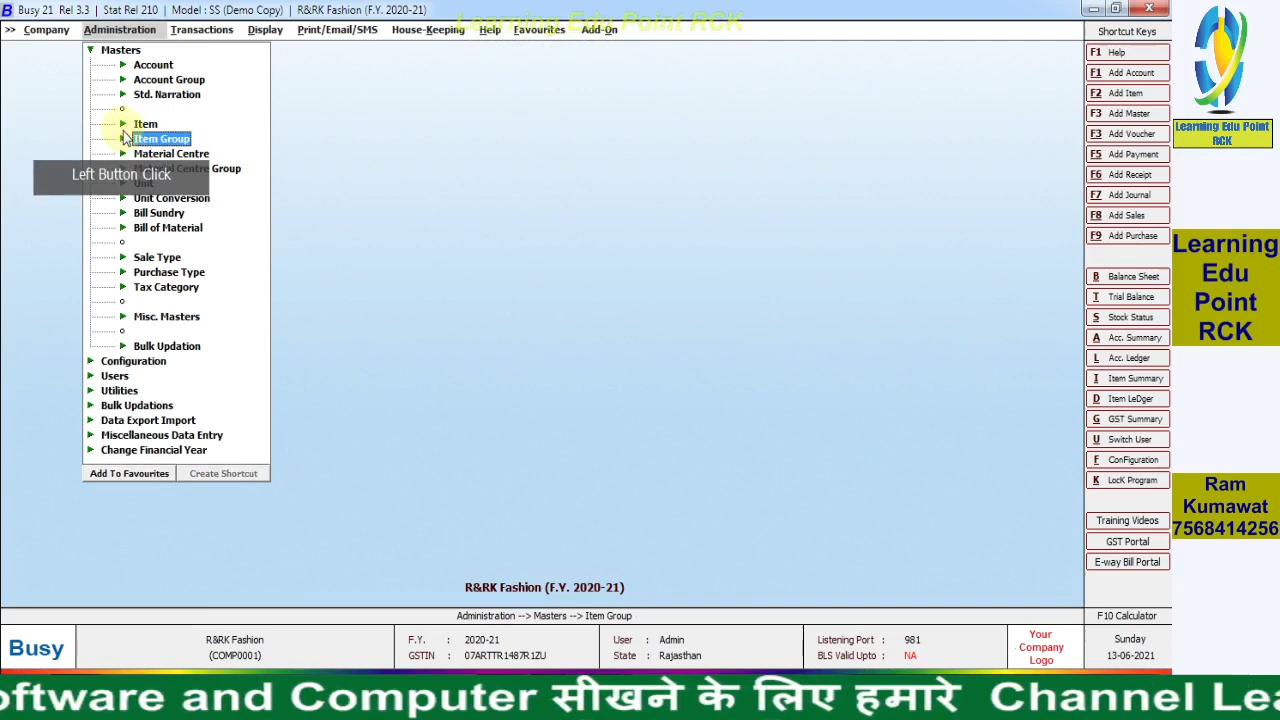 Busy 21 Rel 3.3 | Stat Rel 210 | Model : SS (Demo Copy) | R&RK Fashion (F.Y. 2020-21)
Learning Edu Point RCK
>> Company Administration Transactions Display Print/Email/SMS House-Keeping Help Favourites Add-On
Masters
Account
Account Group
Std. Narration
Item
Item Group
Material Centre
Material Centre Group
Left Button Click
Unit
Unit Conversion
Bill Sundry
Bill of Material
Sale Type
Purchase Type
Tax Category
Misc. Masters
Bulk Updation
Configuration
Users
Utilities
Bulk Updations
Data Export Import
Miscellaneous Data Entry
Change Financial Year
Add To Favourites Create Shortcut
Shortcut Keys
F1 Help
F1 Add Account
F2 Add Item
F3 Add Master
F3 Add Voucher
F5 Add Payment
F6 Add Receipt
F7 Add Journal
F8 Add Sales
F9 Add Purchase
B Balance Sheet
T Trial Balance
S Stock Status
A Acc. Summary
L Acc. Ledger
I Item Summary
D Item LeDger
G GST Summary
U Switch User
F ConFiguration
K LocK Program
Training Videos
GST Portal
E-way Bill Portal
Learning Edu Point
RCK
Learning
Edu
Point
RCK
Ram
Kumawat
7568414256
R&RK Fashion (F.Y. 2020-21)
Administration --> Masters --> Item Group
F10 Calculator
Busy
R&RK Fashion
(COMP0001)
F.Y. : 2020-21
GSTIN : 07ARTTR1487R1ZU
User : Admin
State : Rajasthan
Listening Port : 981
BLS Valid Upto : NA
Your
Company
Logo
Sunday
13-06-2021
oftware and Computer सीखने के लिए हमारे Channel Lea